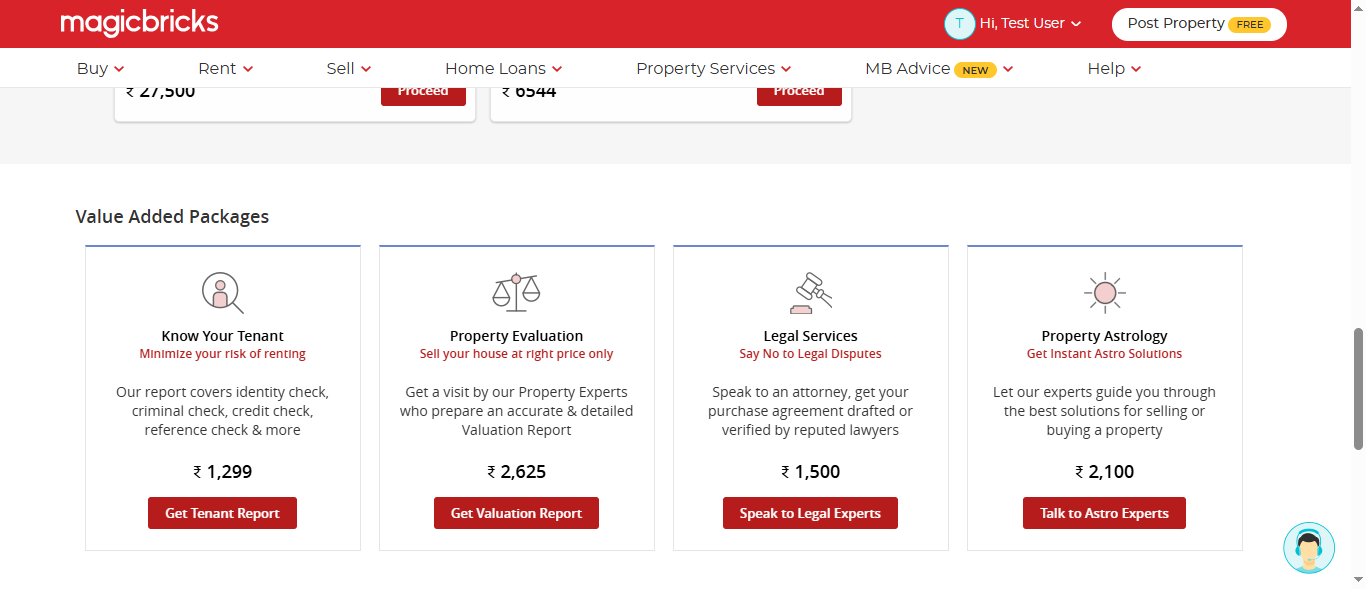 magicbricks
T Hi, Test User
Post Property FREE
Buy Rent Sell Home Loans Property Services MB Advice NEW Help
₹ 27,500 Proceed ₹ 6544 Proceed
Value Added Packages
Know Your Tenant
Minimize your risk of renting
Our report covers identity check,
criminal check, credit check,
reference check & more
₹ 1,299
Get Tenant Report
Property Evaluation
Sell your house at right price only
Get a visit by our Property Experts
who prepare an accurate & detailed
Valuation Report
₹ 2,625
Get Valuation Report
Legal Services
Say No to Legal Disputes
Speak to an attorney, get your
purchase agreement drafted or
verified by reputed lawyers
₹ 1,500
Speak to Legal Experts
Property Astrology
Get Instant Astro Solutions
Let our experts guide you through
the best solutions for selling or
buying a property
₹ 2,100
Talk to Astro Experts